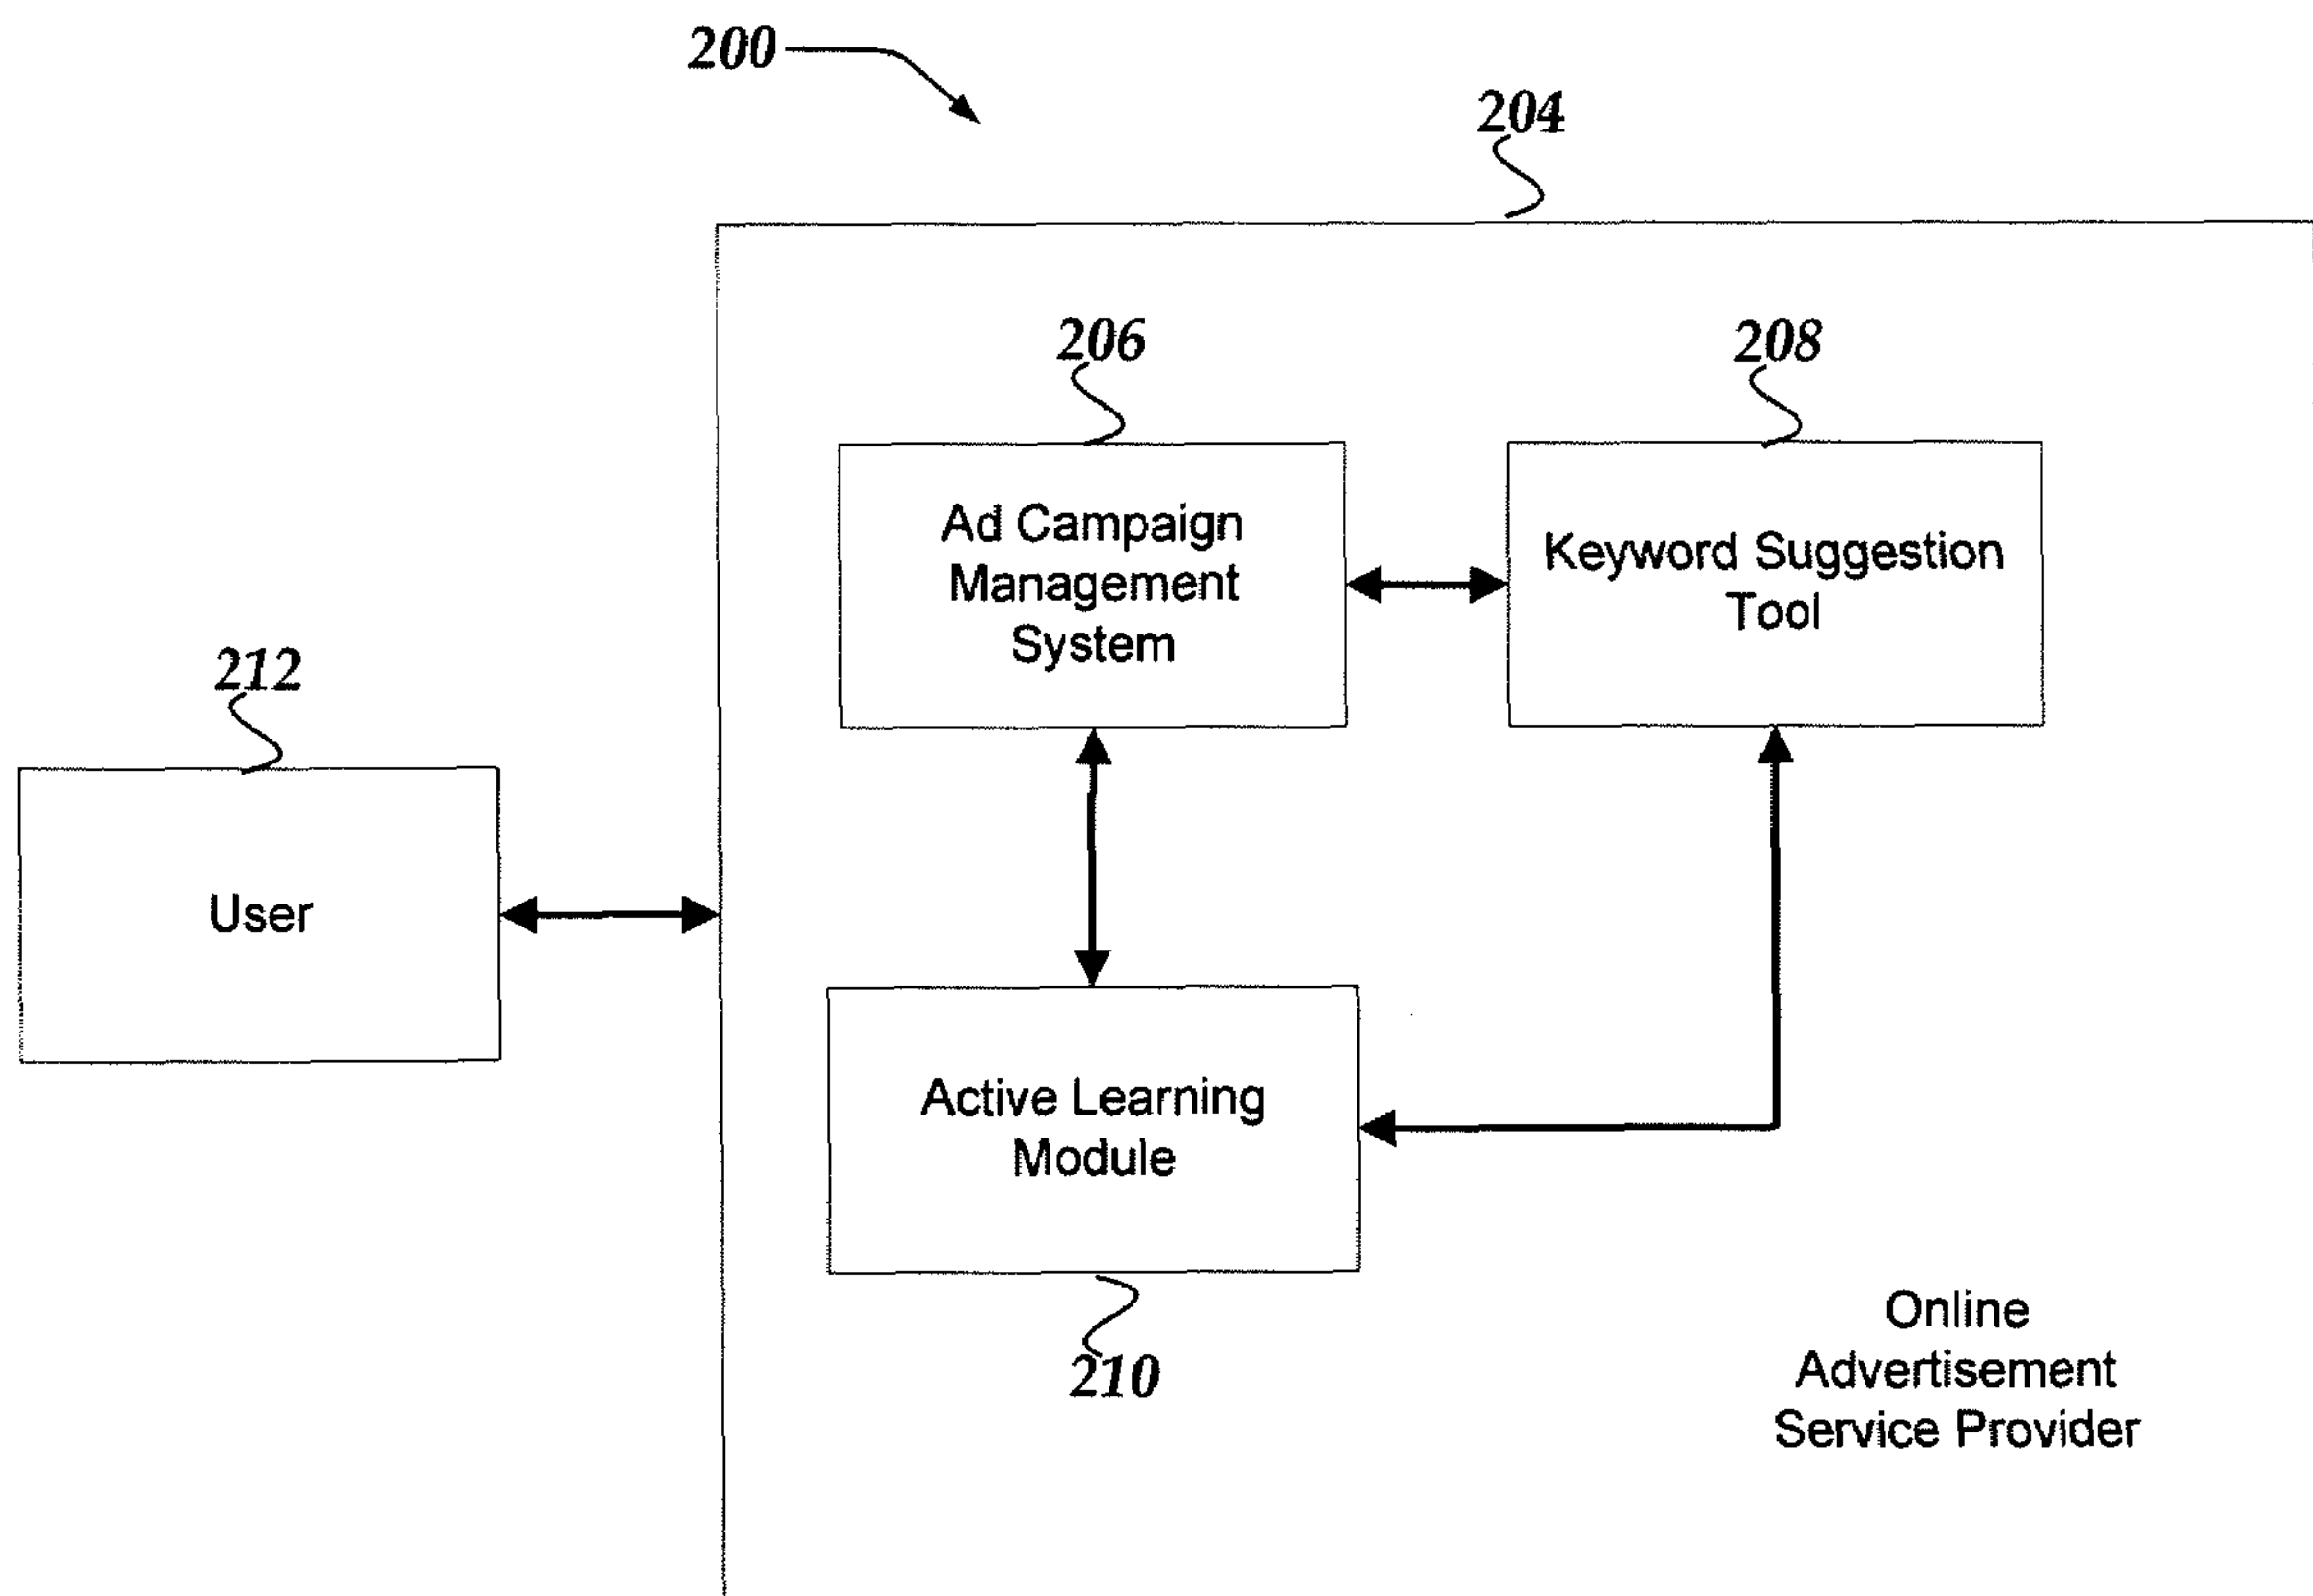 200
204
206
208
Ad Campaign
Management
System
Keyword Suggestion
Tool
212
User
Active Learning
Module
210
Online
Advertisement
Service Provider